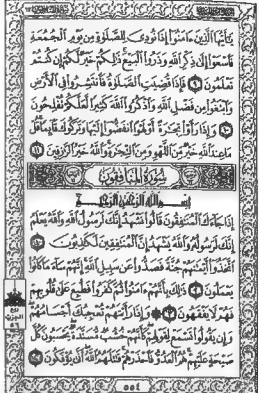 يَٰٓأَيُّهَا ٱلَّذِينَ ءَامَنُوٓا۟ إِذَا نُودِىَ لِلصَّلَوٰةِ مِن يَوْمِ ٱلْجُمُعَةِ
فَٱسْعَوْا۟ إِلَىٰ ذِكْرِ ٱللَّهِ وَذَرُوا۟ ٱلْبَيْعَ ۚ ذَٰلِكُمْ خَيْرٌ لَّكُمْ إِن كُنتُمْ
تَعْلَمُونَ ٩ فَإِذَا قُضِيَتِ ٱلصَّلَوٰةُ فَٱنتَشِرُوا۟ فِى ٱلْأَرْضِ
وَٱبْتَغُوا۟ مِن فَضْلِ ٱللَّهِ وَٱذْكُرُوا۟ ٱللَّهَ كَثِيرًا لَّعَلَّكُمْ تُفْلِحُونَ
١٠ وَإِذَا رَأَوْا۟ تِجَٰرَةً أَوْ لَهْوًا ٱنفَضُّوٓا۟ إِلَيْهَا وَتَرَكُوكَ قَآئِمًا ۚ قُلْ
مَا عِندَ ٱللَّهِ خَيْرٌ مِّنَ ٱللَّهْوِ وَمِنَ ٱلتِّجَٰرَةِ ۚ وَٱللَّهُ خَيْرُ ٱلرَّٰزِقِينَ ١١
سُورَةُ المُنَافِقُونَ
بِسْمِ ٱللَّهِ ٱلرَّحْمَٰنِ ٱلرَّحِيمِ
إِذَا جَآءَكَ ٱلْمُنَٰفِقُونَ قَالُوا۟ نَشْهَدُ إِنَّكَ لَرَسُولُ ٱللَّهِ ۗ وَٱللَّهُ يَعْلَمُ
إِنَّكَ لَرَسُولُهُۥ وَٱللَّهُ يَشْهَدُ إِنَّ ٱلْمُنَٰفِقِينَ لَكَٰذِبُونَ ١
ٱتَّخَذُوٓا۟ أَيْمَٰنَهُمْ جُنَّةً فَصَدُّوا۟ عَن سَبِيلِ ٱللَّهِ ۚ إِنَّهُمْ سَآءَ مَا كَانُوا۟
يَعْمَلُونَ ٢ ذَٰلِكَ بِأَنَّهُمْ ءَامَنُوا۟ ثُمَّ كَفَرُوا۟ فَطُبِعَ عَلَىٰ قُلُوبِهِمْ
فَهُمْ لَا يَفْقَهُونَ ٣ وَإِذَا رَأَيْتَهُمْ تُعْجِبُكَ أَجْسَامُهُمْ ۖ
وَإِن يَقُولُوا۟ تَسْمَعْ لِقَوْلِهِمْ ۖ كَأَنَّهُمْ خُشُبٌ مُّسَنَّدَةٌ ۖ يَحْسَبُونَ كُلَّ
صَيْحَةٍ عَلَيْهِمْ ۚ هُمُ ٱلْعَدُوُّ فَٱحْذَرْهُمْ ۚ قَٰتَلَهُمُ ٱللَّهُ ۖ أَنَّىٰ يُؤْفَكُونَ ٤
٥٥٤